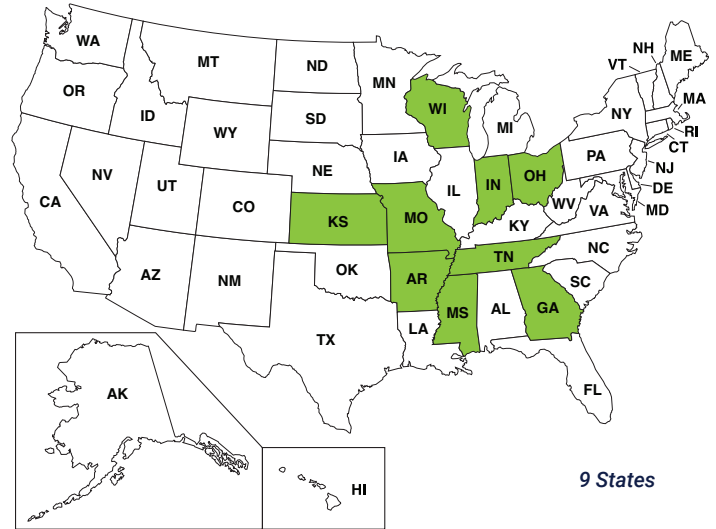 WA
MT
ND
MN
OR
ID
WY
SD
WI
MI
NH
VT
ME
NY
MA
RI
CT
NV
UT
NE
IA
PA
NJ
CA
CO
KS
MO
IL
IN
OH
WV
VA
DE
MD
KY
AZ
NM
OK
AR
TN
NC
SC
TX
LA
MS
AL
GA
FL
AK
HI
9 States